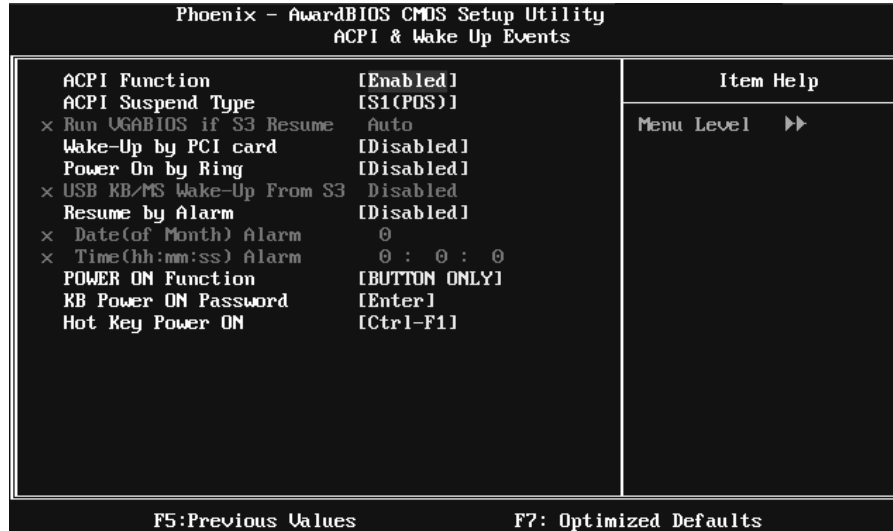 Phoenix - AwardBIOS CMOS Setup Utility
ACPI & Wake Up Events
ACPI Function [Enabled]
ACPI Suspend Type [S1(POS)]
x Run VGABIOS if S3 Resume Auto
Wake-Up by PCI card [Disabled]
Power On by Ring [Disabled]
x USB KB/MS Wake-Up From S3 Disabled
Resume by Alarm [Disabled]
x Date(of Month) Alarm 0
x Time(hh:mm:ss) Alarm 0 : 0 : 0
POWER ON Function [BUTTON ONLY]
KB Power ON Password [Enter]
Hot Key Power ON [Ctrl-F1]
Item Help
Menu Level ▶▶
F5:Previous Values F7: Optimized Defaults